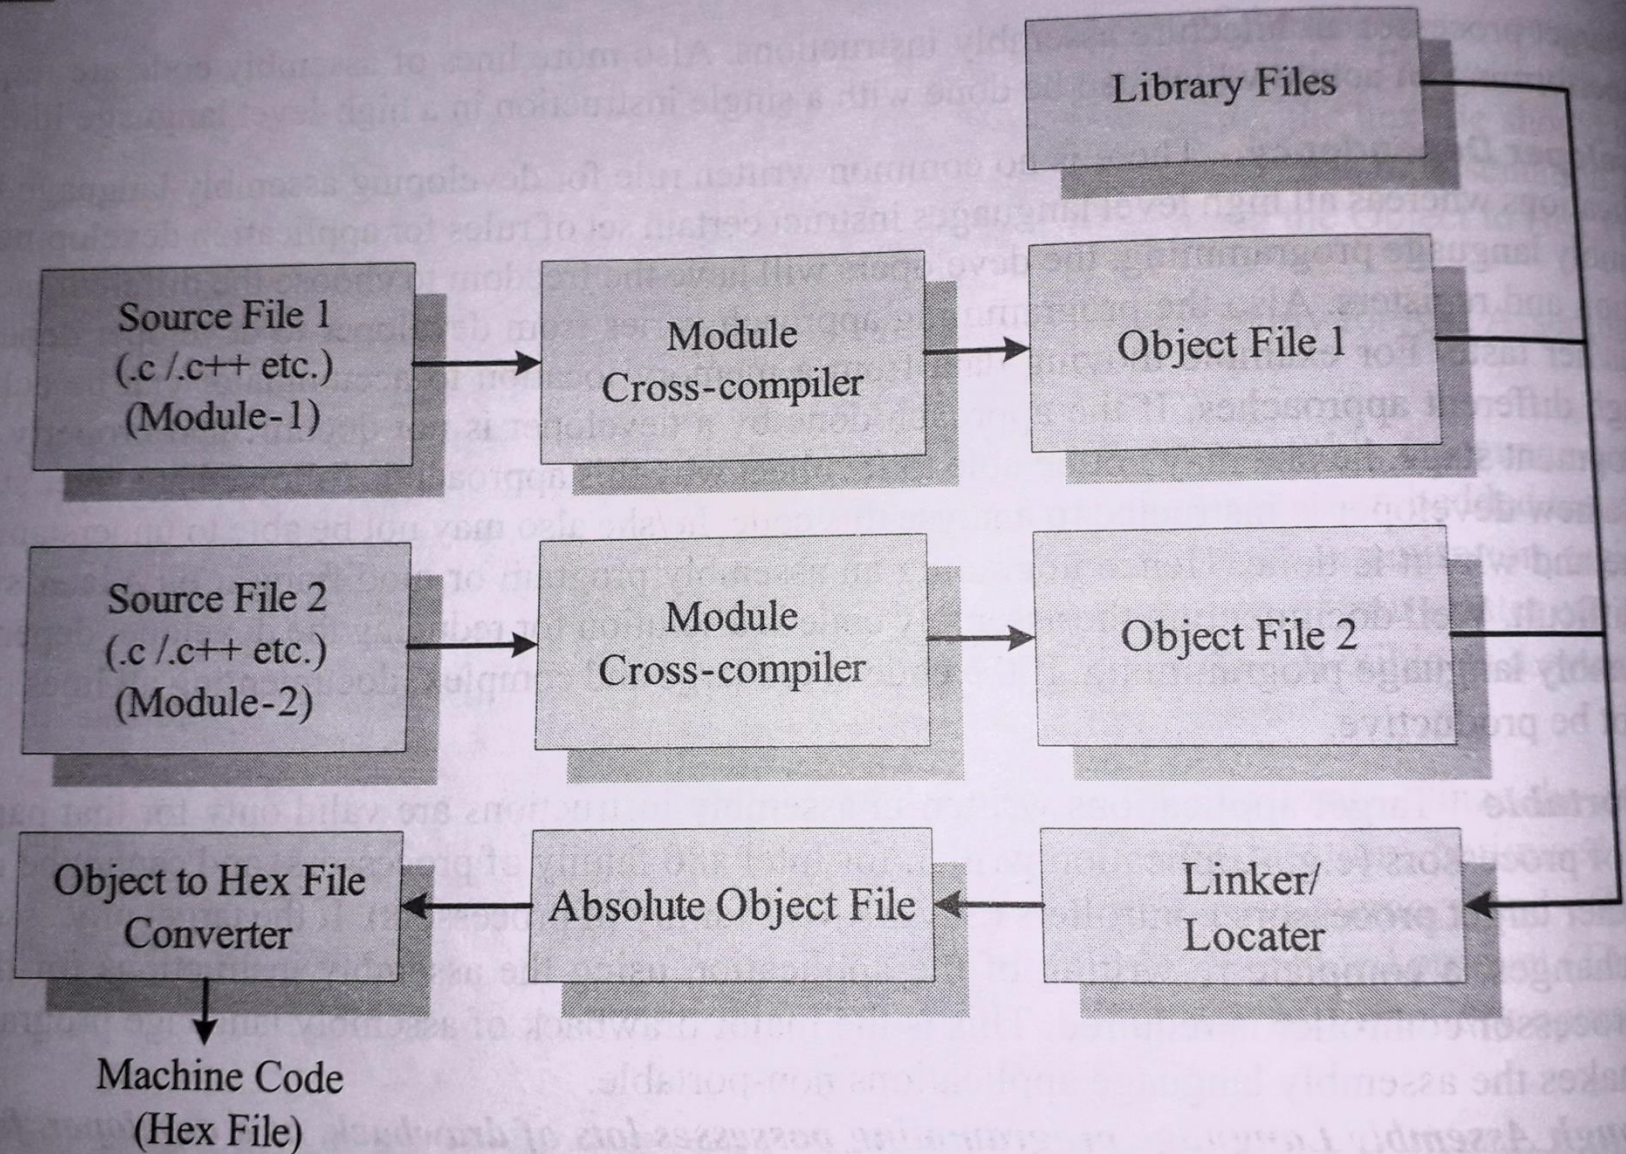 Library Files
Source File 1
(.c /.c++ etc.)
(Module-1)
Module
Cross-compiler
Object File 1
Source File 2
(.c /.c++ etc.)
(Module-2)
Module
Cross-compiler
Object File 2
Object to Hex File
Converter
Absolute Object File
Linker/
Locater
Machine Code
(Hex File)